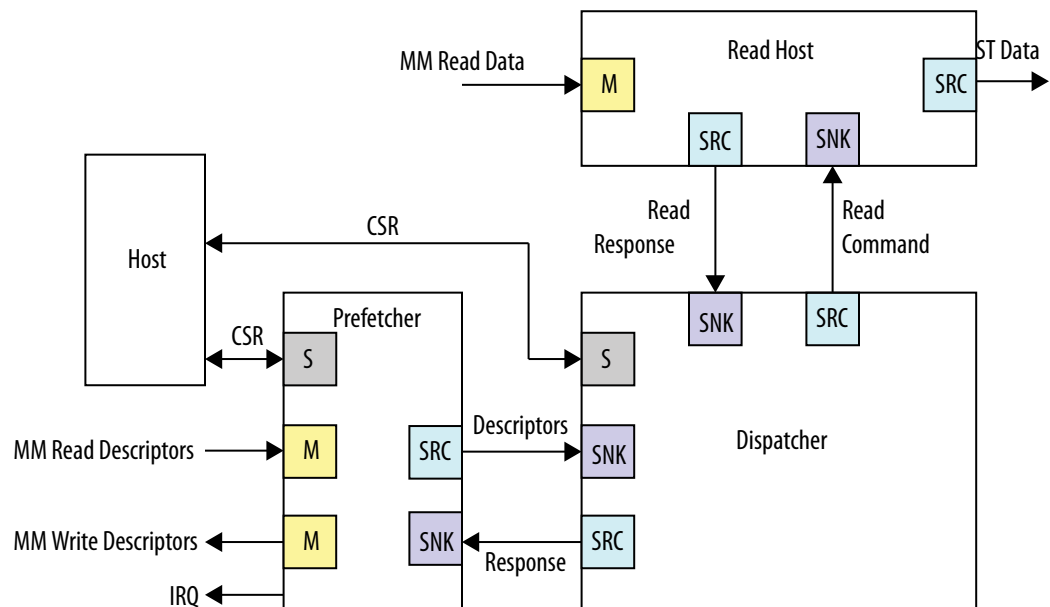 Read Host
MM Read Data
M
SRC
ST Data
SRC
SNK
Read
Response
Read
Command
CSR
Host
Prefetcher
SNK
SRC
CSR
S
S
MM Read Descriptors
M
SRC
Descriptors
SNK
Dispatcher
MM Write Descriptors
M
SNK
Response
SRC
IRQ